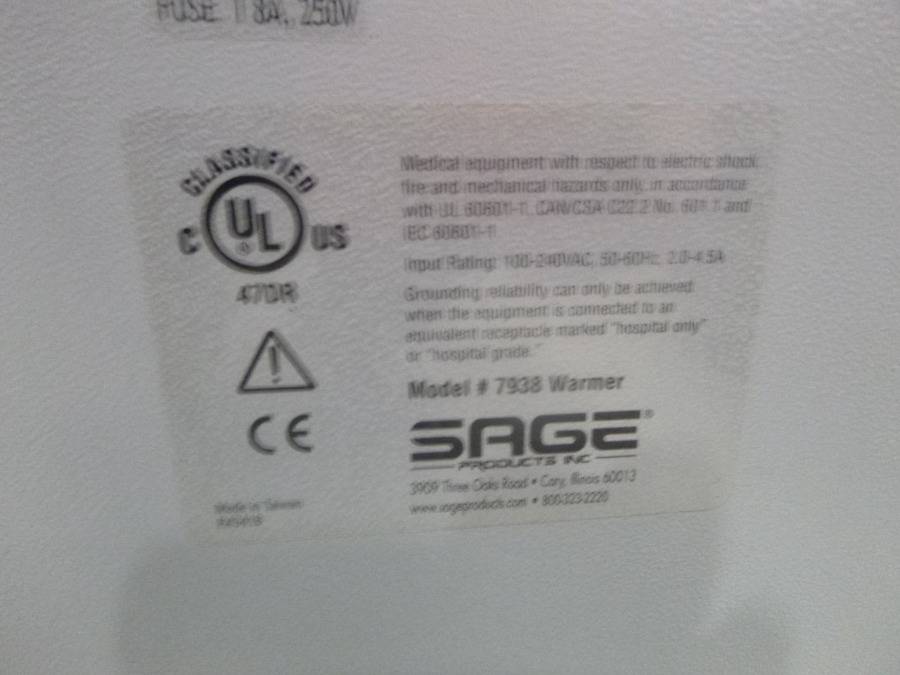 FUSE: T 8A, 250V
CLASSIFIED
C UL ® US
47DR
Medical equipment with respect to electric shock,
fire and mechanical hazards only, in accordance
with UL 60601-1, CAN/CSA C22.2 No. 601.1 and
IEC 60601-1
Input Rating: 100-240VAC, 50-60Hz, 2.0-4.5A
Grounding reliability can only be achieved
when the equipment is connected to an
equivalent receptacle marked "hospital only"
or "hospital grade."
Model # 7938 Warmer
SAGE®
PRODUCTS INC
3909 Three Oaks Road • Cary, Illinois 60013
www.sageproducts.com • 800-323-2220
Made in Taiwan